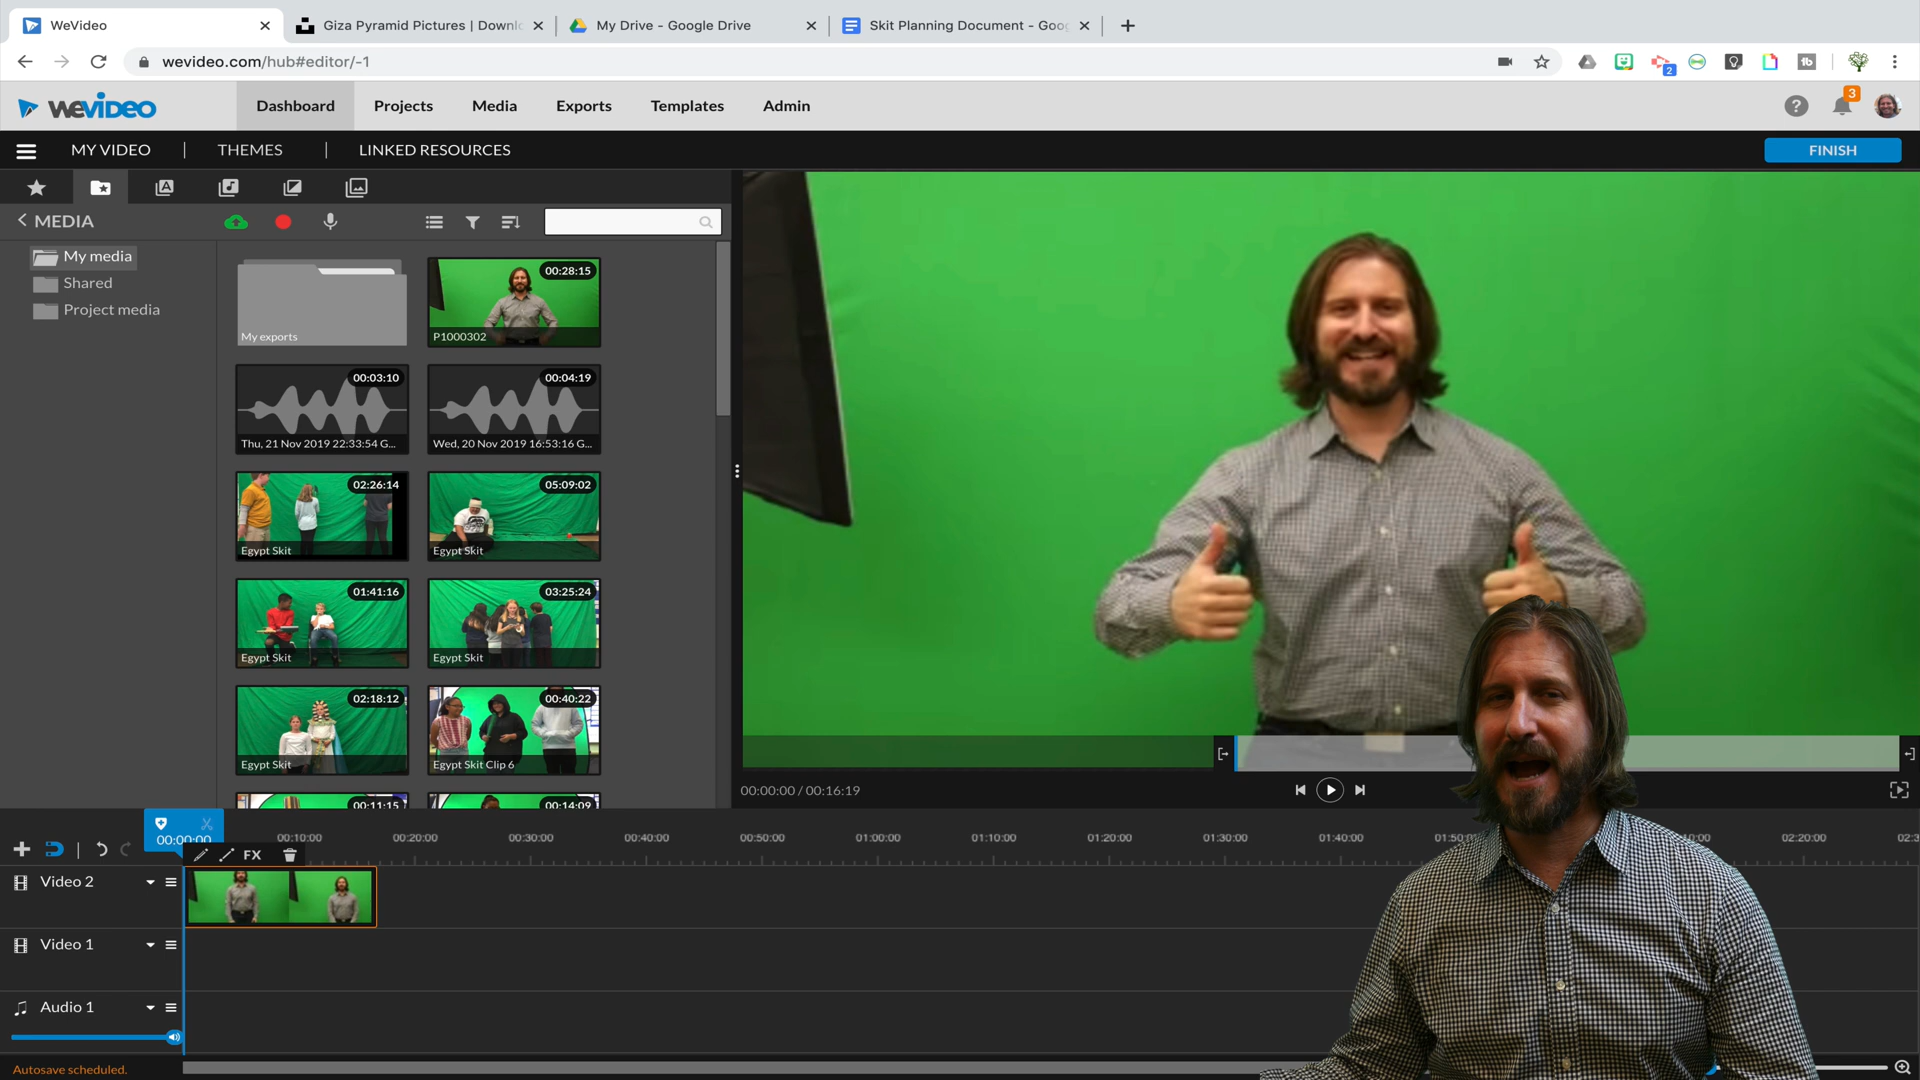 WeVideo
Giza Pyramid Pictures | Downlo
My Drive - Google Drive
Skit Planning Document - Goog
wevideo.com/hub#editor/-1
2
WEVIDEO
Dashboard
Projects
Media
Exports
Templates
Admin
?
3
MY VIDEO
THEMES
LINKED RESOURCES
FINISH
MEDIA
My media
Shared
Project media
My exports
00:28:15
P1000302
00:03:10
Thu, 21 Nov 2019 22:33:54 G...
00:04:19
Wed, 20 Nov 2019 16:53:16 G...
02:26:14
Egypt Skit
05:09:02
Egypt Skit
01:41:16
Egypt Skit
03:25:24
Egypt Skit
02:18:12
Egypt Skit
00:40:22
Egypt Skit Clip 6
00:11:15
00:14:09
00:00:00 / 00:16:19
00:00:00
00:10:00
00:20:00
00:30:00
00:40:00
00:50:00
01:00:00
01:10:00
01:20:00
01:30:00
01:40:00
02:20:00
FX
Video 2
Video 1
Audio 1
Autosave scheduled.